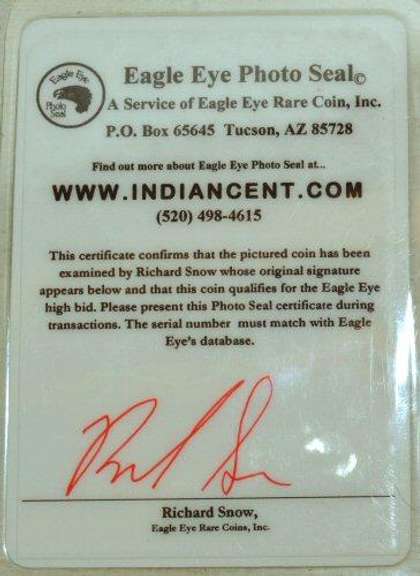 Eagle Eye
Photo
Seal
Eagle Eye Photo Seal©
A Service of Eagle Eye Rare Coin, Inc.
P.O. Box 65645 Tucson, AZ 85728
Find out more about Eagle Eye Photo Seal at...
WWW.INDIANCENT.COM
(520) 498-4615
This certificate confirms that the pictured coin has been
examined by Richard Snow whose original signature
appears below and that this coin qualifies for the Eagle Eye
high bid. Please present this Photo Seal certificate during
transactions. The serial number must match with Eagle
Eye's database.
Richard Snow,
Eagle Eye Rare Coins, Inc.